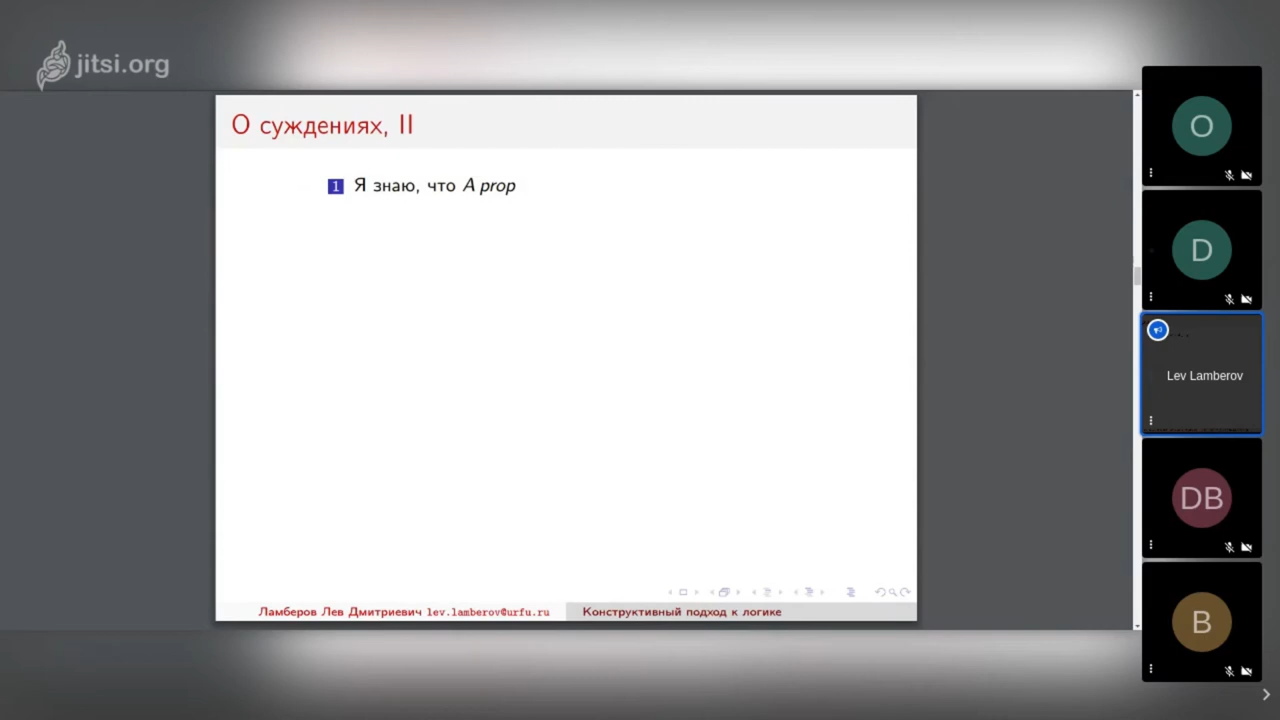 jitsi.org
О суждениях, II
1 Я знаю, что A prop
Ламберов Лев Дмитриевич lev.lamberov@urfu.ru
Конструктивный подход к логике
O
D
Lev Lamberov
DB
B